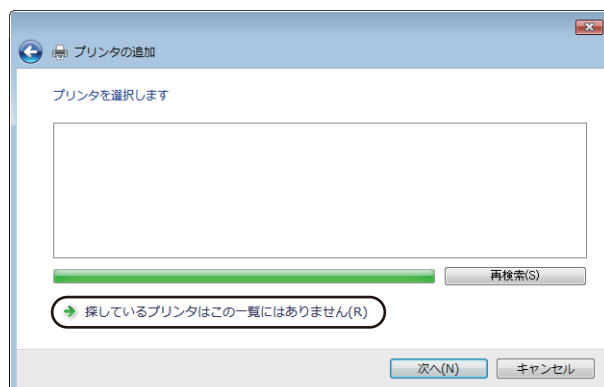 プリンタの追加
プリンタを選択します
再検索(S)
探しているプリンタはこの一覧にはありません(R)
次へ(N)
キャンセル